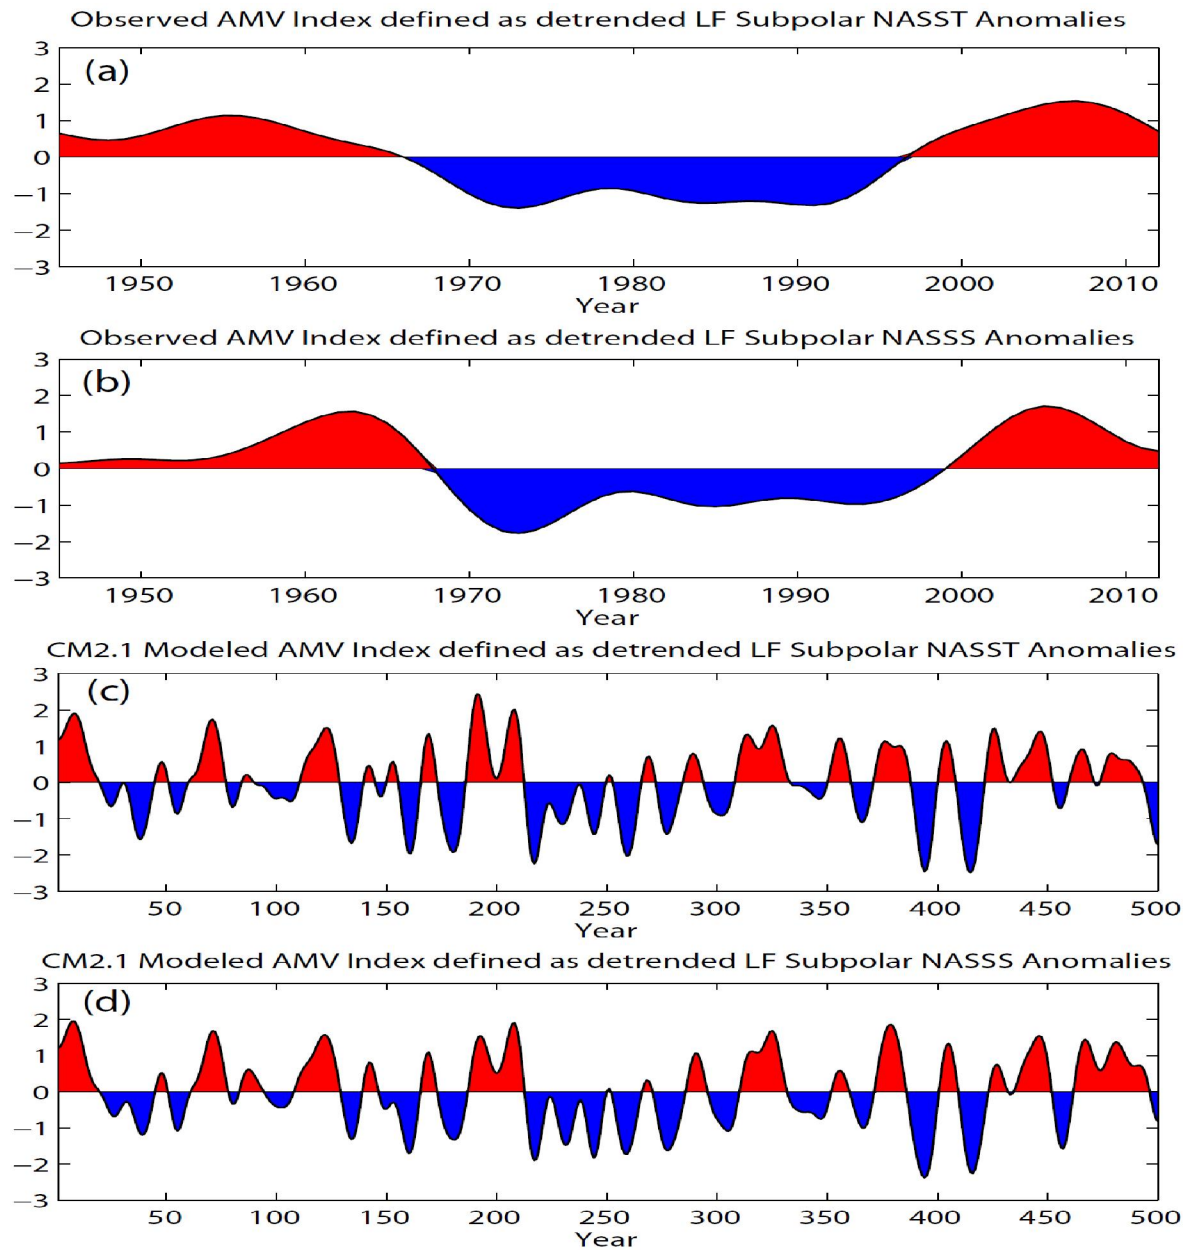 Observed AMV Index defined as detrended LF Subpolar NASST Anomalies
(a)
3
2
1
0
−1
−2
−3
1950 1960 1970 1980 1990 2000 2010
Year
Observed AMV Index defined as detrended LF Subpolar NASSS Anomalies
(b)
3
2
1
0
−1
−2
−3
1950 1960 1970 1980 1990 2000 2010
Year
CM2.1 Modeled AMV Index defined as detrended LF Subpolar NASST Anomalies
(c)
3
2
1
0
−1
−2
−3
50 100 150 200 250 300 350 400 450 500
Year
CM2.1 Modeled AMV Index defined as detrended LF Subpolar NASSS Anomalies
(d)
3
2
1
0
−1
−2
−3
50 100 150 200 250 300 350 400 450 500
Year